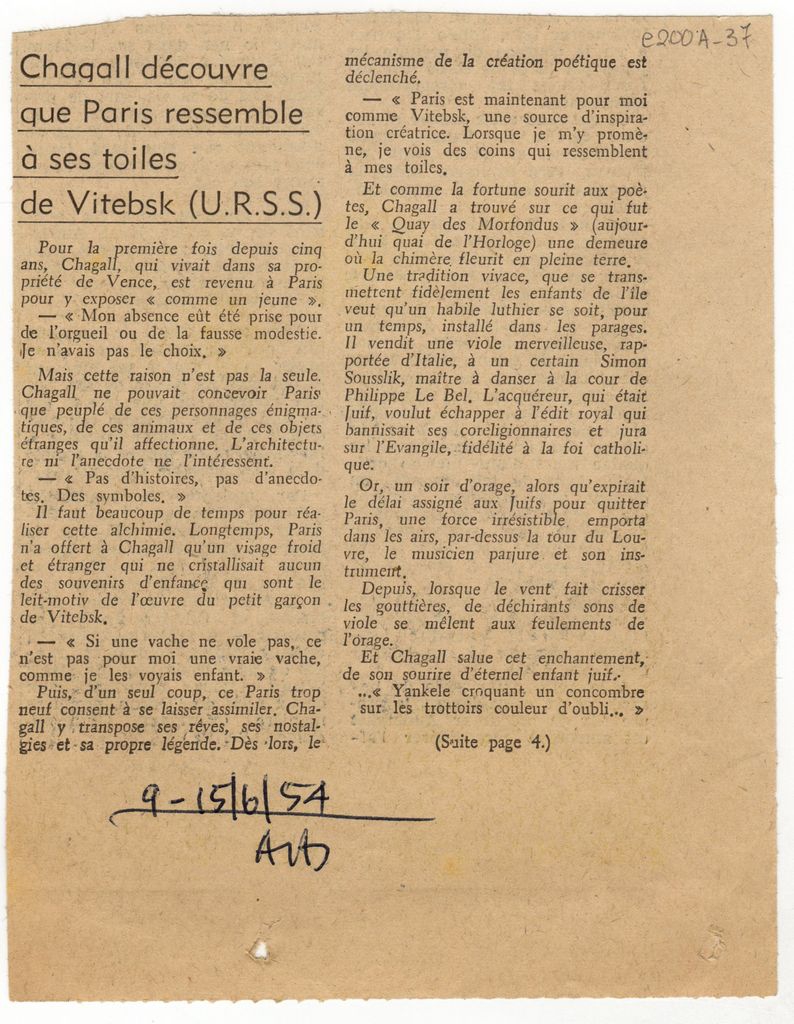 e200A-37
Chagall découvre
que Paris ressemble
à ses toiles
de Vitebsk (U.R.S.S.)
Pour la première fois depuis cinq
ans, Chagall, qui vivait dans sa pro-
priété de Vence, est revenu à Paris
pour y exposer « comme un jeune ».
— « Mon absence eût été prise pour
de l'orgueil ou de la fausse modestie.
Je n'avais pas le choix. »
Mais cette raison n'est pas la seule.
Chagall ne pouvait concevoir Paris
que peuplé de ces personnages énigma-
tiques, de ces animaux et de ces objets
étranges qu'il affectionne. L'architectu-
re ni l'anecdote ne l'intéressent.
— « Pas d'histoires, pas d'anecdo-
tes. Des symboles. »
Il faut beaucoup de temps pour réa-
liser cette alchimie. Longtemps, Paris
n'a offert à Chagall qu'un visage froid
et étranger qui ne cristallisait aucun
des souvenirs d'enfance qui sont le
leit-motiv de l'œuvre du petit garçon
de Vitebsk.
— « Si une vache ne vole pas, ce
n'est pas pour moi une vraie vache,
comme je les voyais enfant. »
Puis, d'un seul coup, ce Paris trop
neuf consent à se laisser assimiler. Cha-
gall y transpose ses rêves, ses nostal-
gies et sa propre légende. Dès lors, le
mécanisme de la création poétique est
déclenché.
— « Paris est maintenant pour moi
comme Vitebsk, une source d'inspira-
tion créatrice. Lorsque je m'y promè-
ne, je vois des coins qui ressemblent
à mes toiles.
Et comme la fortune sourit aux poè-
tes, Chagall a trouvé sur ce qui fut
le « Quay des Morfondus » (aujour-
d'hui quai de l'Horloge) une demeure
où la chimère fleurit en pleine terre.
Une tradition vivace, que se trans-
mettent fidèlement les enfants de l'île
veut qu'un habile luthier se soit, pour
un temps, installé dans les parages.
Il vendit une viole merveilleuse, rap-
portée d'Italie, à un certain Simon
Sousslik, maître à danser à la cour de
Philippe Le Bel. L'acquéreur, qui était
Juif, voulut échapper à l'édit royal qui
bannissait ses coreligionnaires et jura
sur l'Evangile, fidélité à la foi catholi-
que.
Or, un soir d'orage, alors qu'expirait
le délai assigné aux Juifs pour quitter
Paris, une force irrésistible emporta
dans les airs, par-dessus la tour du Lou-
vre, le musicien parjure et son ins-
trument.
Depuis, lorsque le vent fait crisser
les gouttières, de déchirants sons de
viole se mêlent aux feulements de
l'orage.
Et Chagall salue cet enchantement,
de son sourire d'éternel enfant juif.
...« Yankele croquant un concombre
sur les trottoirs couleur d'oubli... »
(Suite page 4.)
9-15/6/54
Arts